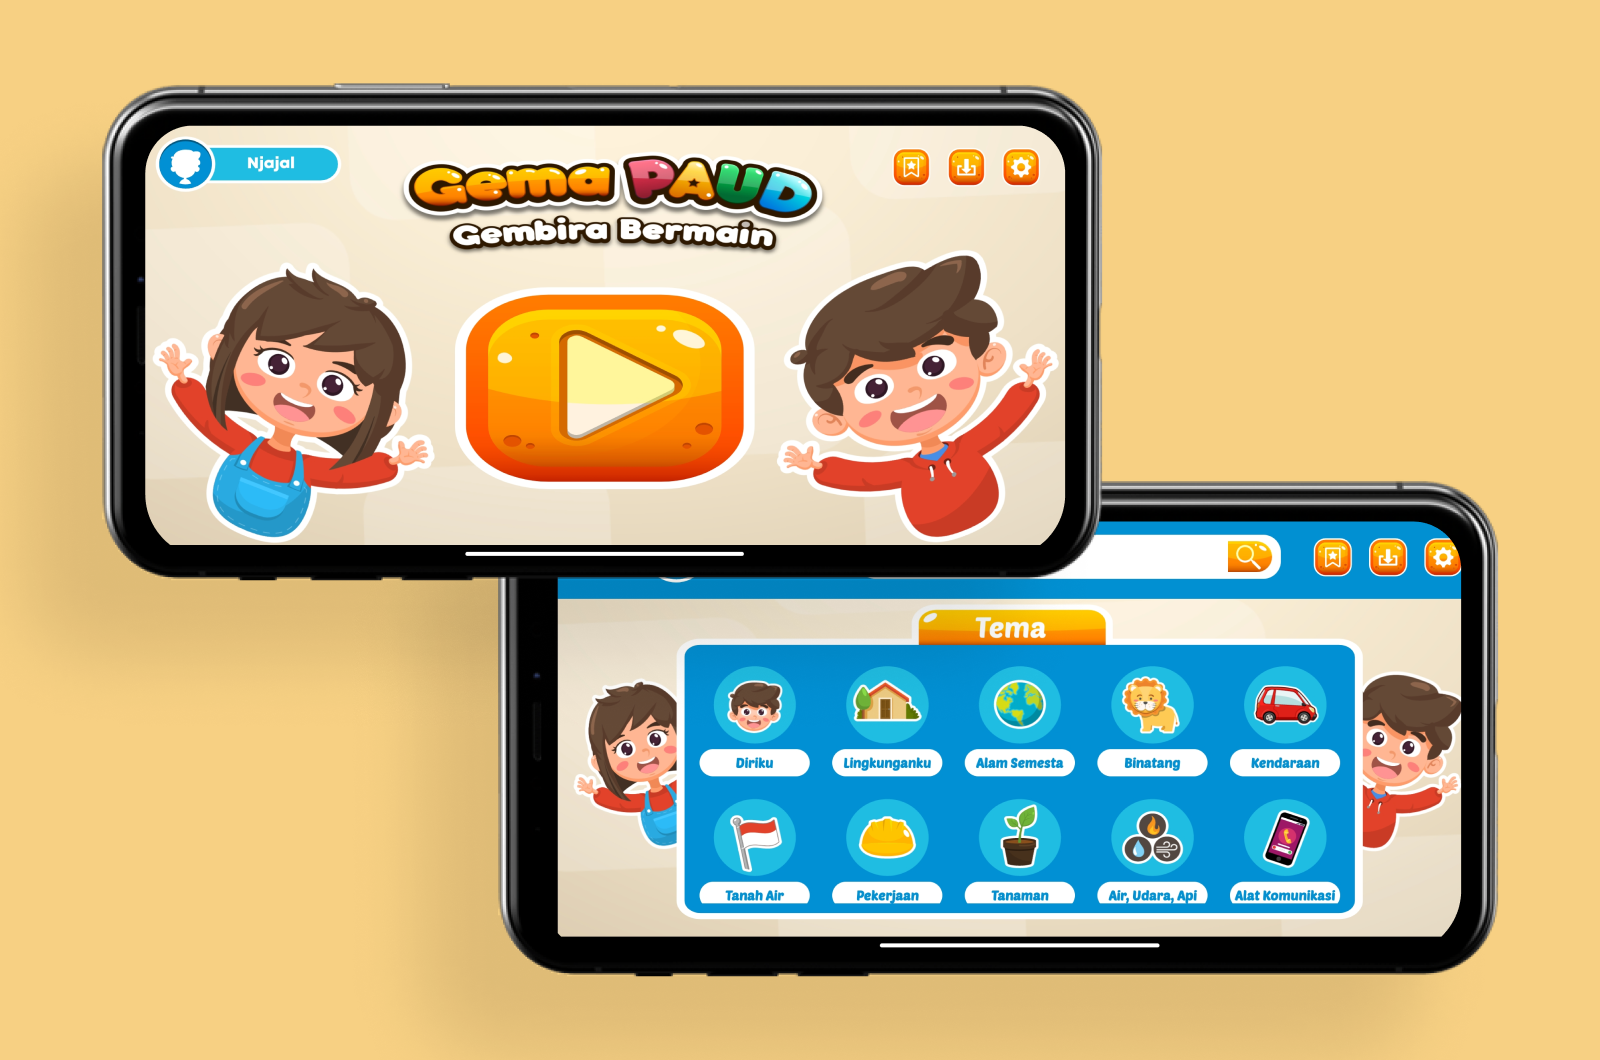 Njajal
Gema PAUD
Gembira Bermain
Tema
Diriku
Lingkunganku
Alam Semesta
Binatang
Kendaraan
Tanah Air
Pekerjaan
Tanaman
Air, Udara, Api
Alat Komunikasi